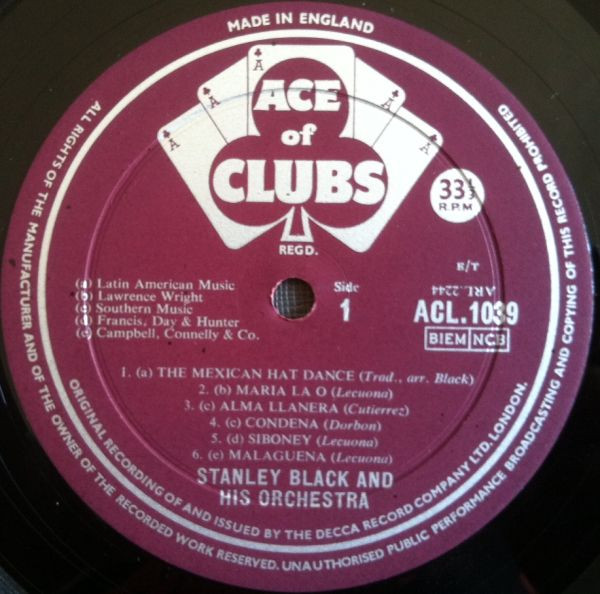 MADE IN ENGLAND
A
A
A
A
ACE
of
CLUBS
REGD.
33⅓
R.P.M
T/R
ARL.2244
(a) Latin American Music
(b) Lawrence Wright
(c) Southern Music
(d) Francis, Day & Hunter
(e) Campbell, Connelly & Co.
Side
1
ACL.1039
BIEM NCB
1. (a) THE MEXICAN HAT DANCE (Trad., arr. Black)
2. (b) MARIA LA O (Lecuona)
3. (c) ALMA LLANERA (Cutierrez)
4. (c) CONDENA (Dorbon)
5. (d) SIBONEY (Lecuona)
6. (e) MALAGUENA (Lecuona)
STANLEY BLACK AND
HIS ORCHESTRA
ORIGINAL RECORDING OF AND ISSUED BY THE DECCA RECORD COMPANY LTD. LONDON.
ALL RIGHTS OF THE MANUFACTURER AND OF THE OWNER OF THE RECORDED WORK RESERVED. UNAUTHORISED PUBLIC PERFORMANCE BROADCASTING AND COPYING OF THIS RECORD PROHIBITED